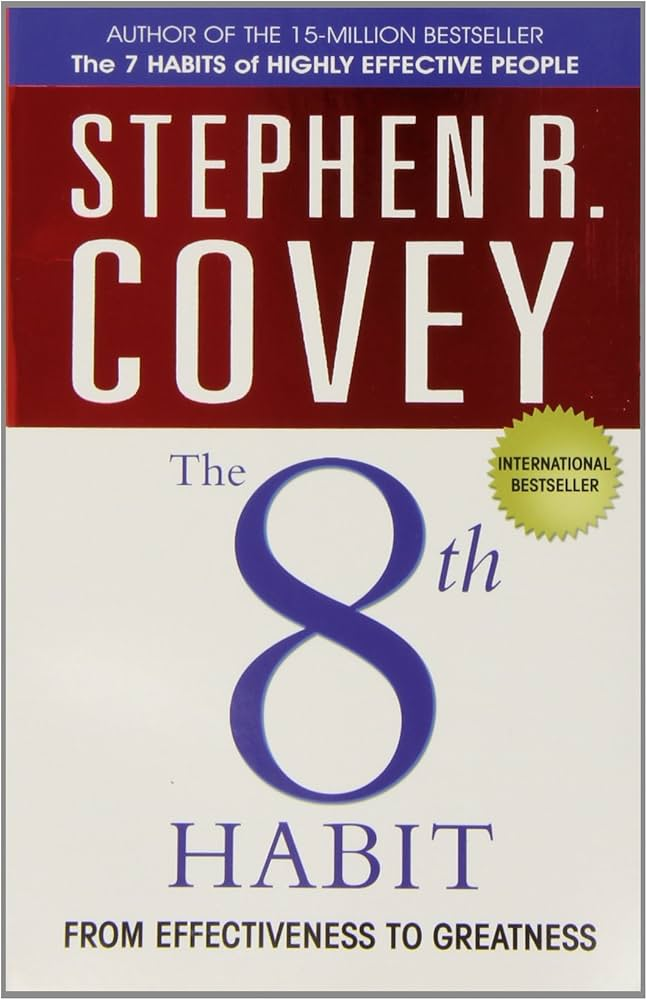 AUTHOR OF THE 15-MILLION BESTSELLER
The 7 HABITS of HIGHLY EFFECTIVE PEOPLE
STEPHEN R.
COVEY
The
8th
INTERNATIONAL
BESTSELLER
HABIT
FROM EFFECTIVENESS TO GREATNESS